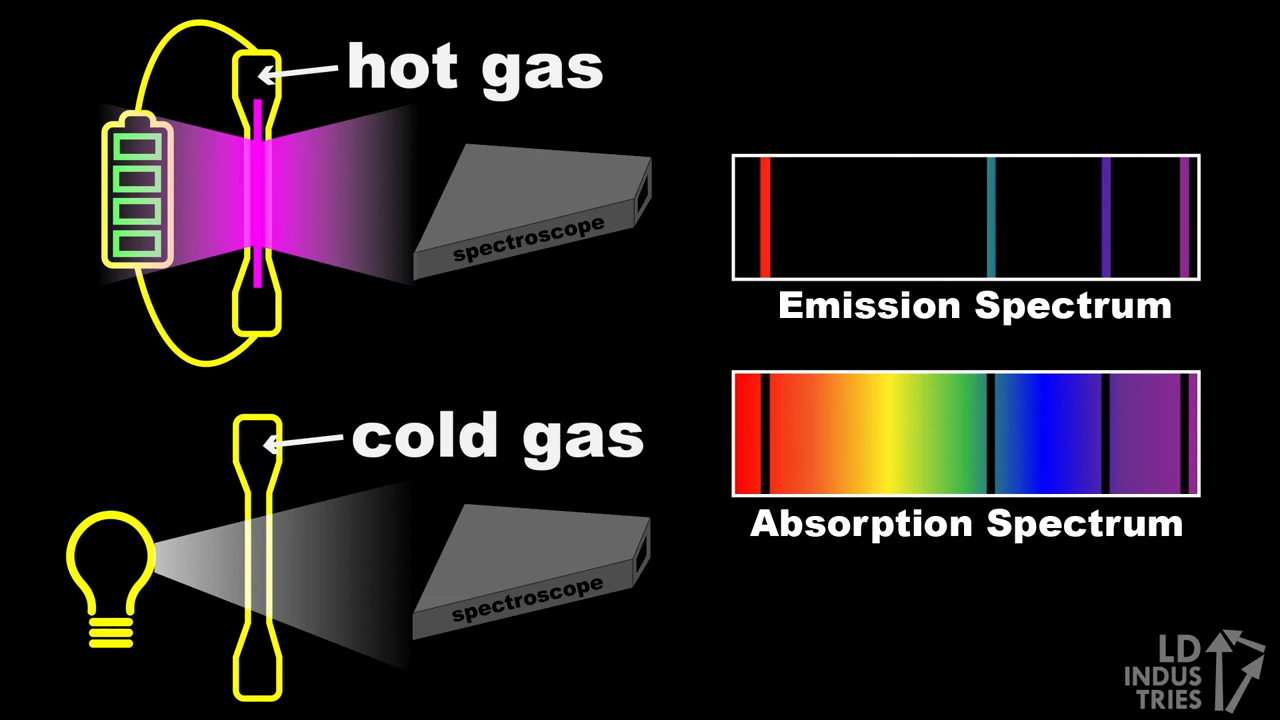 hot gas
spectroscope
Emission Spectrum
cold gas
spectroscope
Absorption Spectrum
LD
INDUS
TRIES